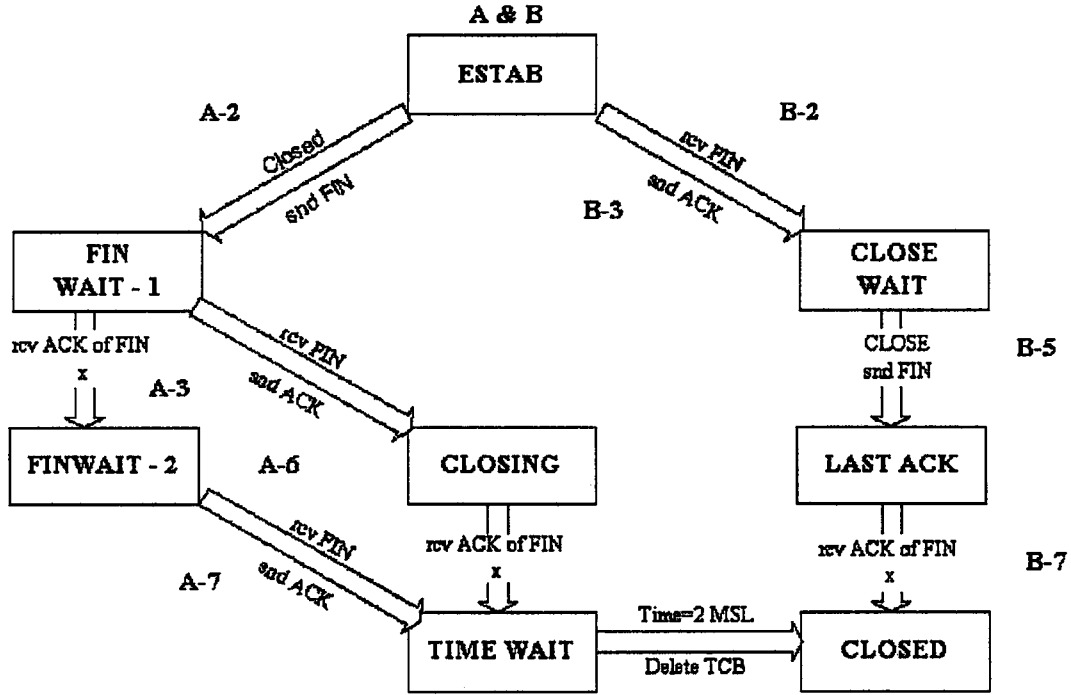 A & B
ESTAB
A-2
B-2
Closed
snd FIN
rcv FIN
snd ACK
B-3
FIN
WAIT - 1
CLOSE
WAIT
rcv ACK of FIN
x
A-3
rcv FIN
snd ACK
CLOSE
snd FIN
B-5
FINWAIT - 2
A-6
CLOSING
LAST ACK
rcv FIN
snd ACK
A-7
rcv ACK of FIN
x
rcv ACK of FIN
x
B-7
TIME WAIT
Time=2 MSL
Delete TCB
CLOSED